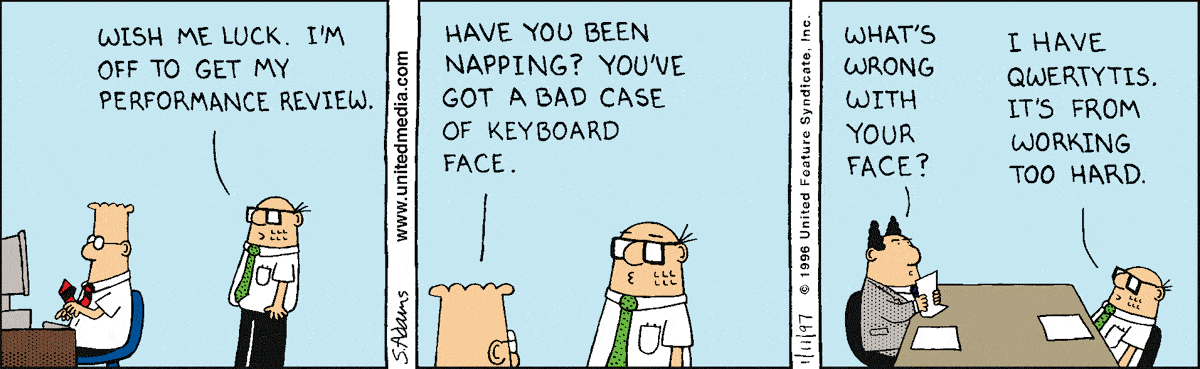 WISH ME LUCK. I'M
OFF TO GET MY
PERFORMANCE REVIEW.
S.Adams
www.unitedmedia.com
HAVE YOU BEEN
NAPPING? YOU'VE
GOT A BAD CASE
OF KEYBOARD
FACE.
1/11/97 © 1996 United Feature Syndicate, Inc.
WHAT'S
WRONG
WITH
YOUR
FACE?
I HAVE
QWERTYTIS.
IT'S FROM
WORKING
TOO HARD.